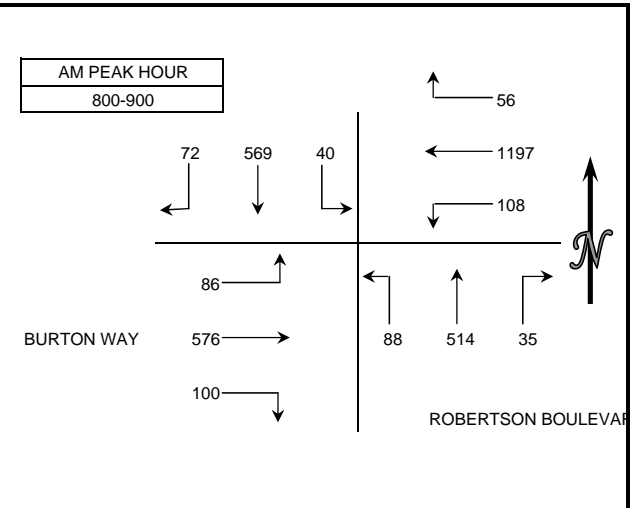 AM PEAK HOUR
800-900
56
72 569 40 1197
108
86
BURTON WAY 576 88 514 35
100
ROBERTSON BOULEVAR
N